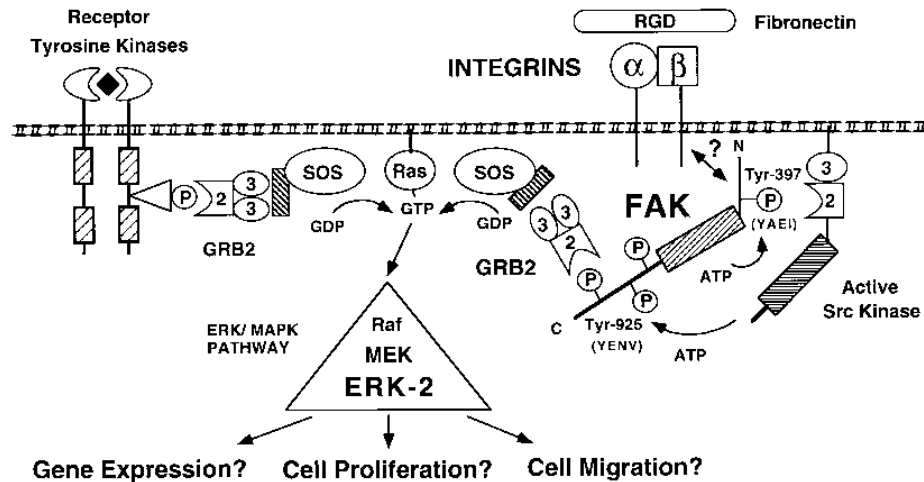 Receptor
Tyrosine Kinases
RGD
Fibronectin
INTEGRINS
α
β
?
N
SOS
Ras
SOS
3
Tyr-397
P
2
3
3
GTP
3
3
FAK
P
2
GDP
GDP
(YAEI)
GRB2
2
P
GRB2
P
ATP
P
Active
Src Kinase
C
Tyr-925
(YENV)
ATP
ERK/ MAPK
PATHWAY
Raf
MEK
ERK-2
Gene Expression?
Cell Proliferation?
Cell Migration?